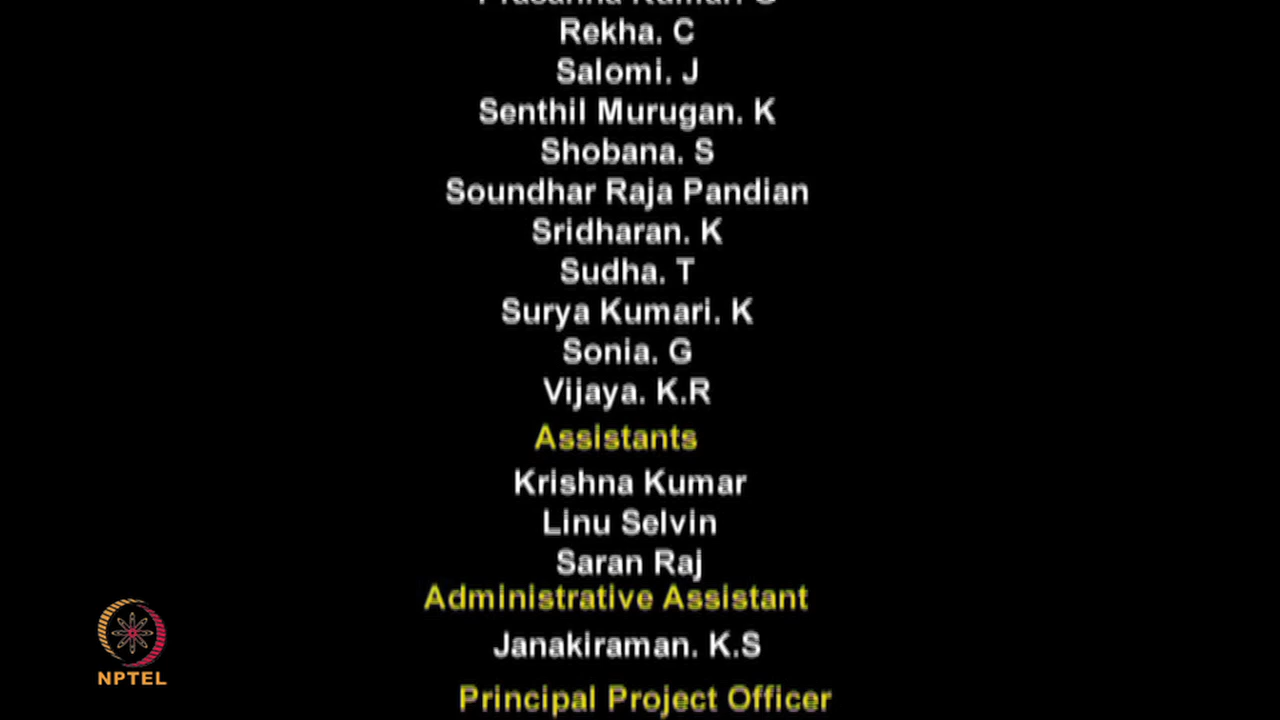 Rekha. C
Salomi. J
Senthil Murugan. K
Shobana. S
Soundhar Raja Pandian
Sridharan. K
Sudha. T
Surya Kumari. K
Sonia. G
Vijaya. K.R
Assistants
Krishna Kumar
Linu Selvin
Saran Raj
Administrative Assistant
Janakiraman. K.S
NPTEL
Principal Project Officer